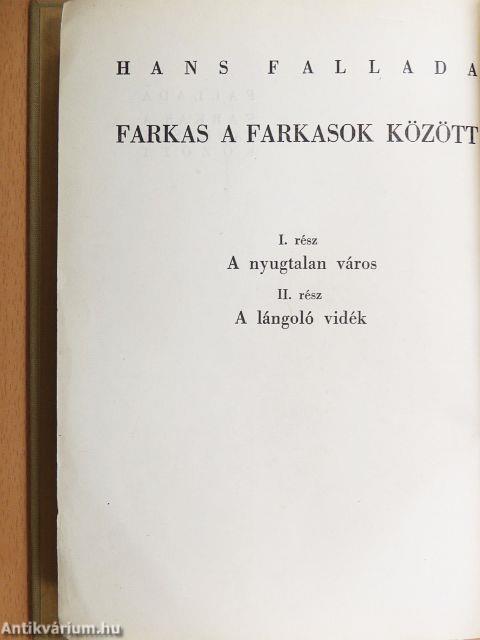 HANS FALLADA
FARKAS A FARKASOK KÖZÖTT
I. rész
A nyugtalan város
II. rész
A lángoló vidék
Antikvárium.hu